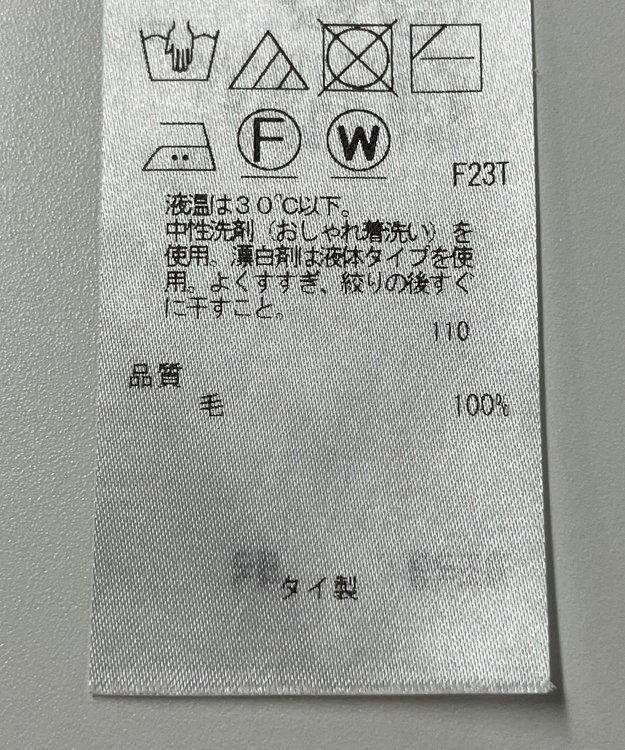 F
W
F23T
液温は30℃以下。
中性洗剤（おしゃれ着洗い）を
使用。漂白剤は液体タイプを使
用。よくすすぎ、絞りの後すぐ
に干すこと。
110
品質
毛 100%
タイ製